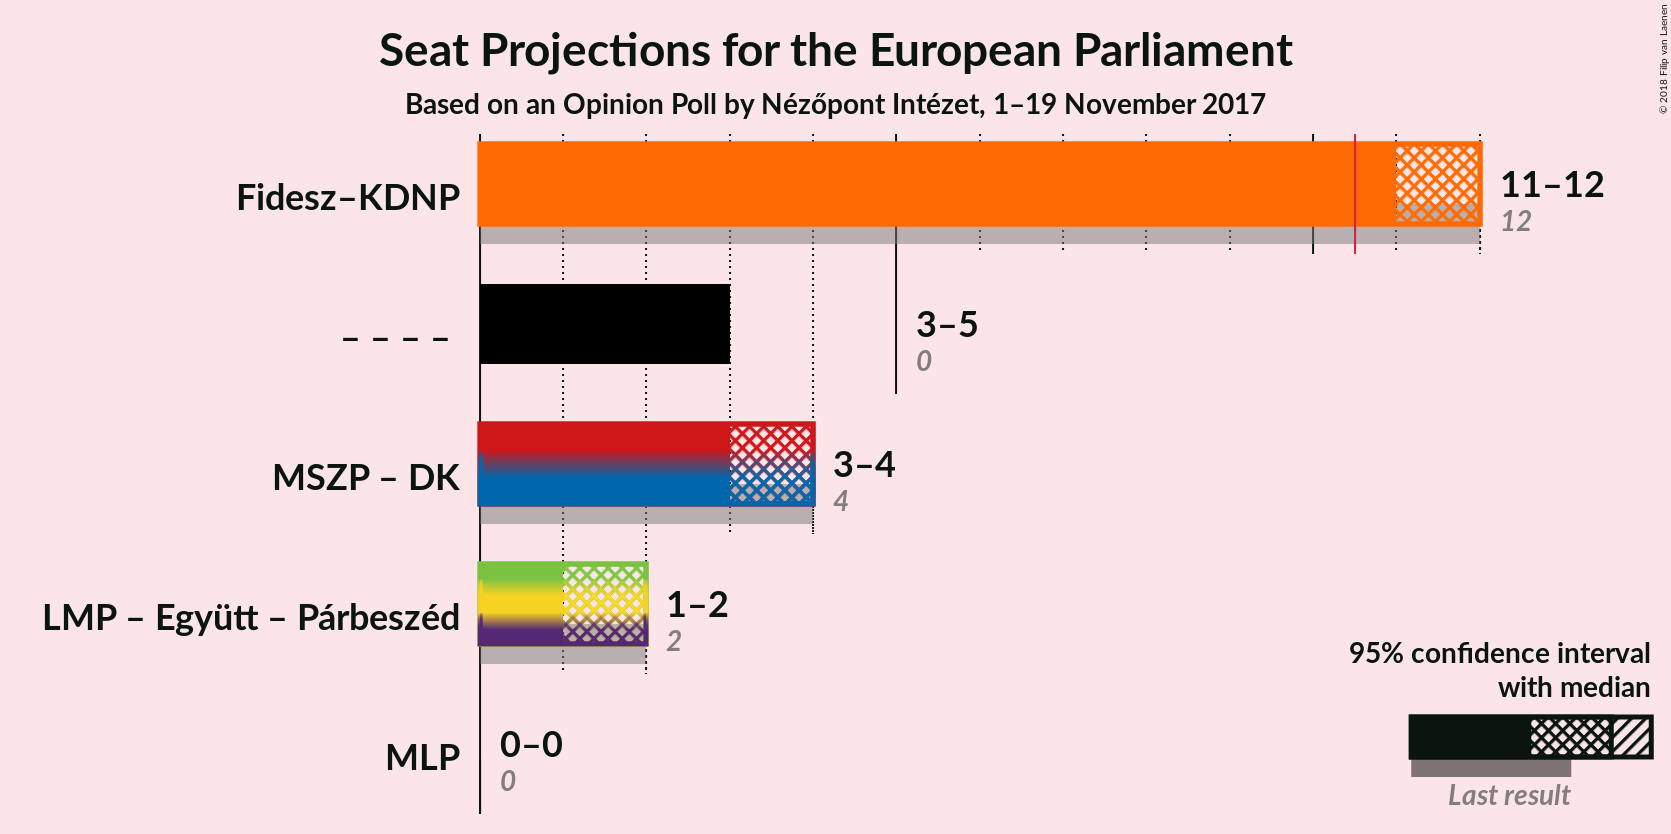 Seat Projections for the European Parliament
Based on an Opinion Poll by Nézőpont Intézet, 1–19 November 2017
© 2018 Filip van Laenen
Fidesz–KDNP
11–12
12
– – – –
3–5
0
MSZP – DK
3–4
4
LMP – Együtt – Párbeszéd
1–2
2
MLP
0–0
0
95% confidence interval
with median
Last result